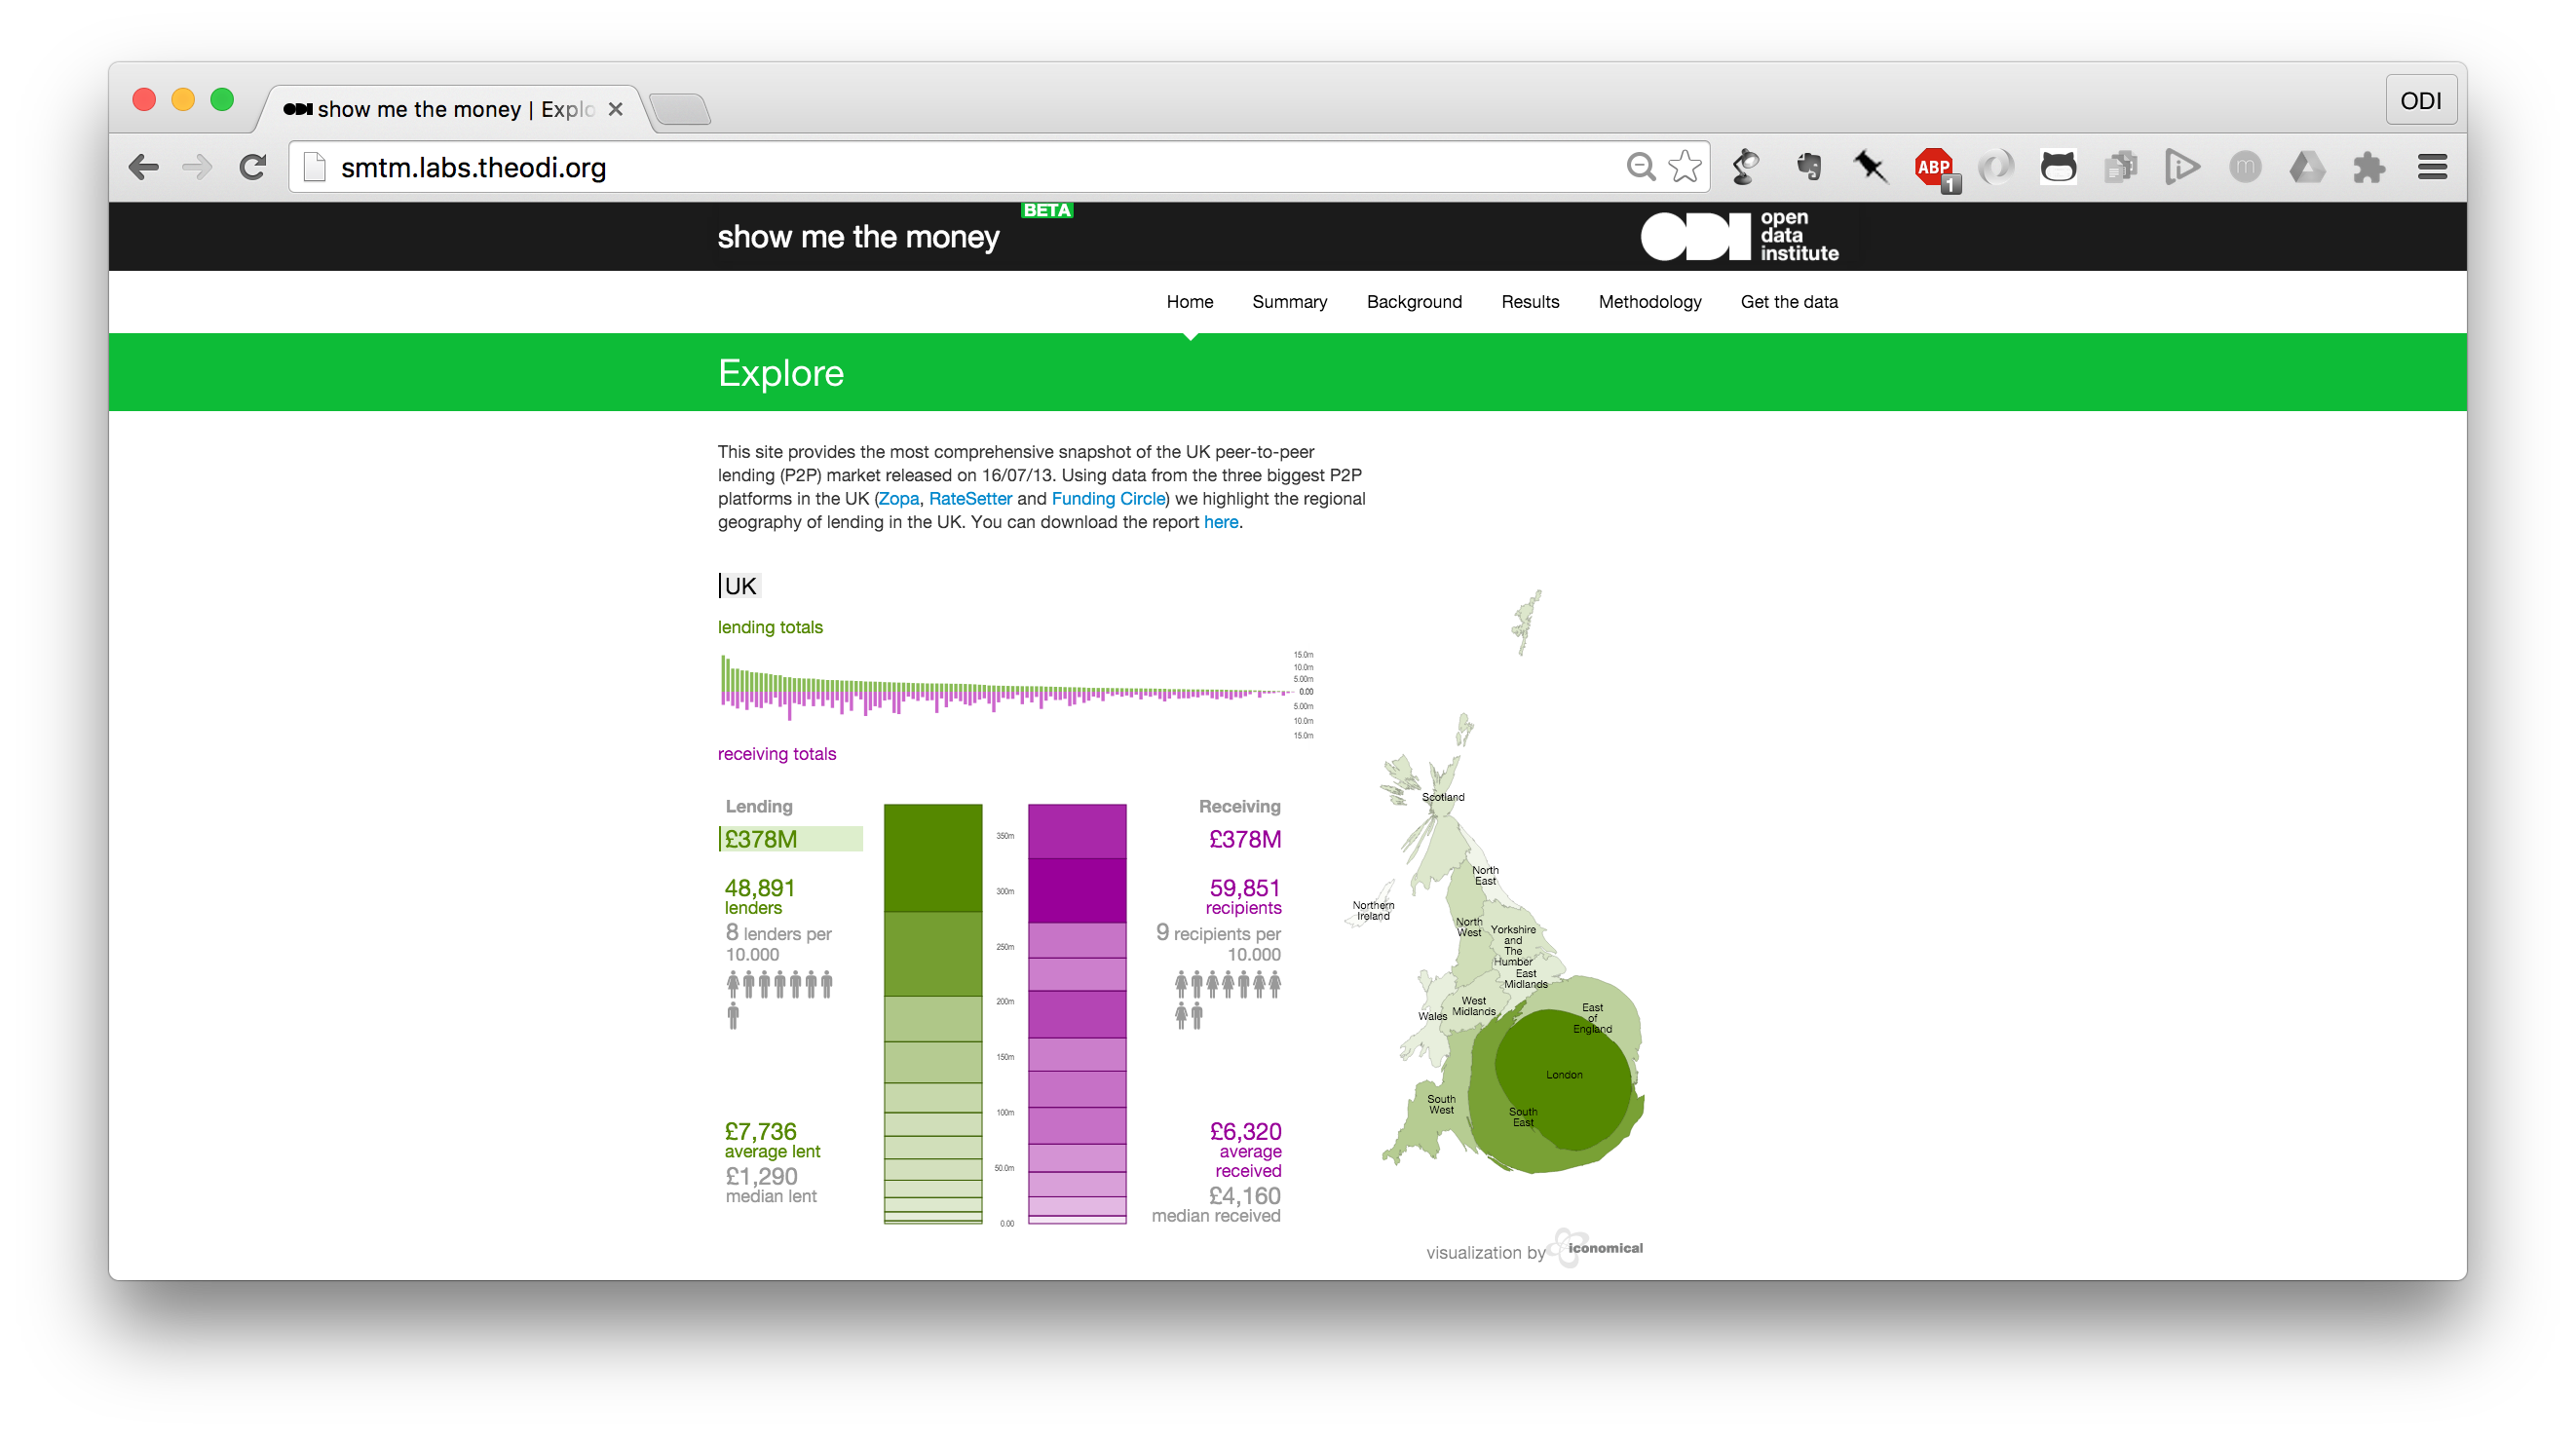 ODI show me the money | Explo
ODI
smtm.labs.theodi.org
ABP
1
m
show me the money
BETA
ODI
open
data
institute
Home
Summary
Background
Results
Methodology
Get the data
Explore
This site provides the most comprehensive snapshot of the UK peer-to-peer
lending (P2P) market released on 16/07/13. Using data from the three biggest P2P
platforms in the UK (Zopa, RateSetter and Funding Circle) we highlight the regional
geography of lending in the UK. You can download the report here.
UK
lending totals
15.0m
10.0m
5.00m
0.00
5.00m
10.0m
15.0m
receiving totals
Lending
£378M
48,891
lenders
8 lenders per
10.000
£7,736
average lent
£1,290
median lent
350m
300m
250m
200m
150m
100m
50.0m
0.00
Receiving
£378M
59,851
recipients
9 recipients per
10.000
£6,320
average
received
£4,160
median received
Scotland
North
East
Northern
Ireland
North
West
Yorkshire
and
The
Humber
East
Midlands
West
Midlands
Wales
East
of
England
London
South
West
South
East
visualization by iconomical